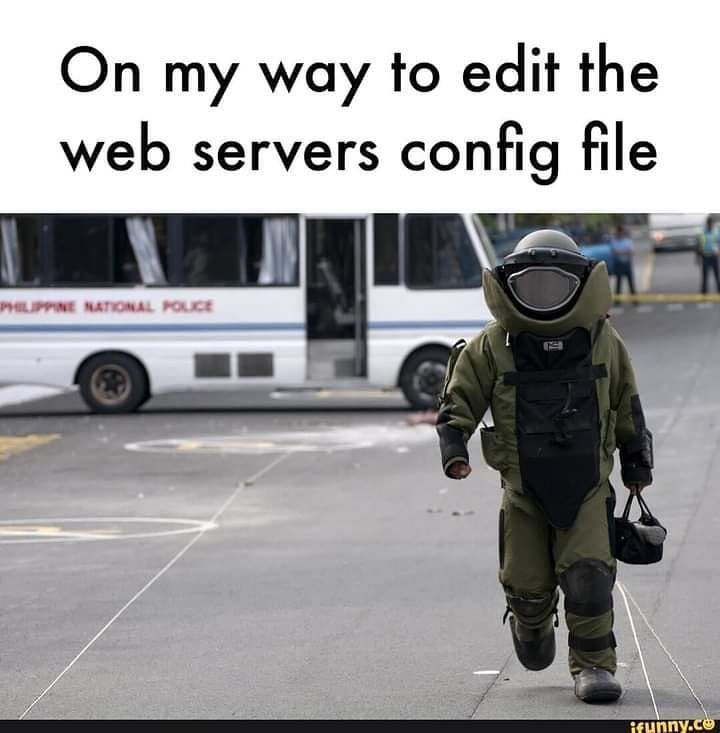 On my way to edit the
web servers config file
PHILIPPINE NATIONAL POLICE
ifunny.co